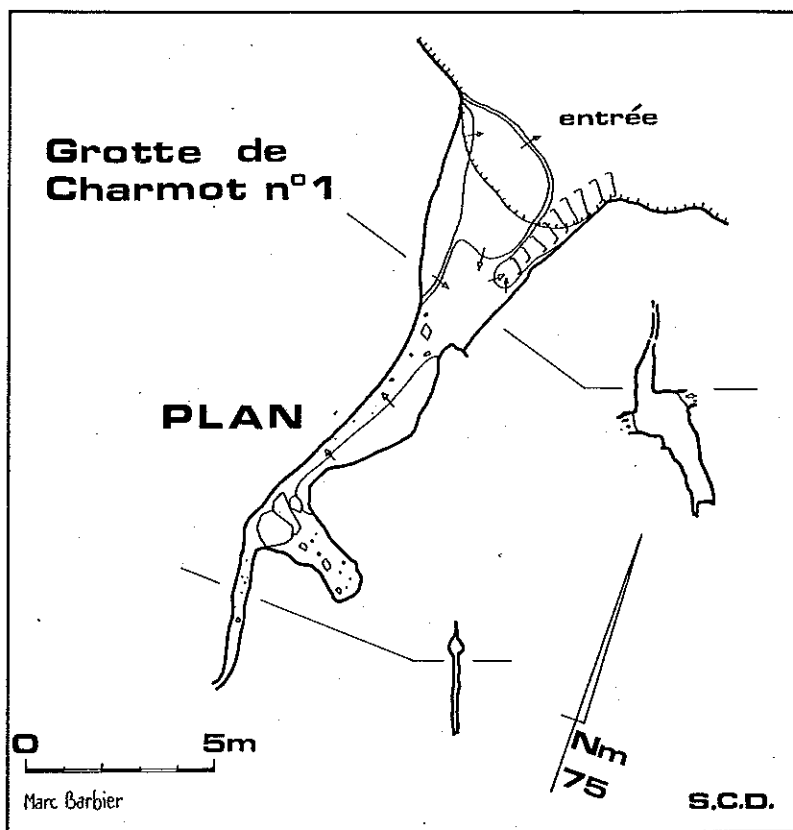 Grotte de
Charmot n°1
entrée
PLAN
0 5m
Marc Barbier
Nm
75
S.C.D.